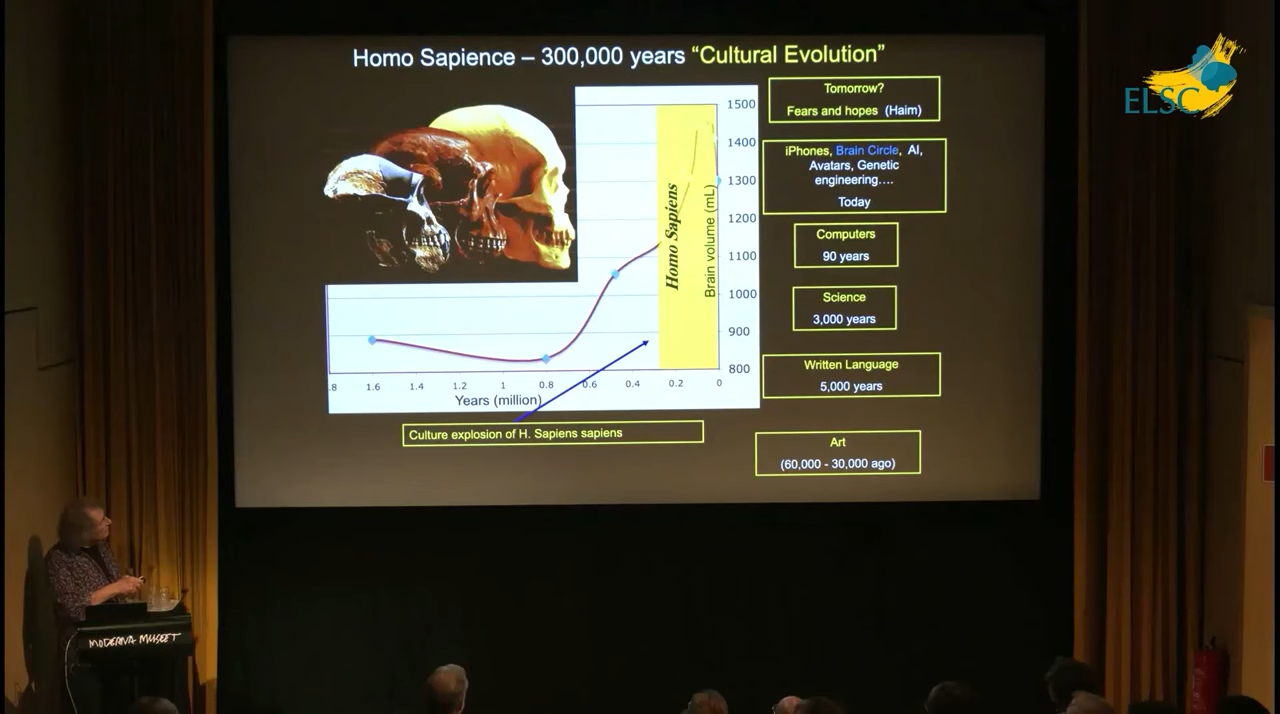 Homo Sapience – 300,000 years “Cultural Evolution”
ELSC
Tomorrow?
Fears and hopes (Haim)
iPhones, Brain Circle, AI,
Avatars, Genetic
engineering….
Today
Computers
90 years
Science
3,000 years
Written Language
5,000 years
Art
(60,000 - 30,000 ago)
1500
1400
1300
1200
1100
1000
900
800
Brain volume (mL)
Homo Sapiens
.8 1.6 1.4 1.2 1 0.8 0.6 0.4 0.2 0
Years (million)
Culture explosion of H. Sapiens sapiens
MODERNA MUSEET